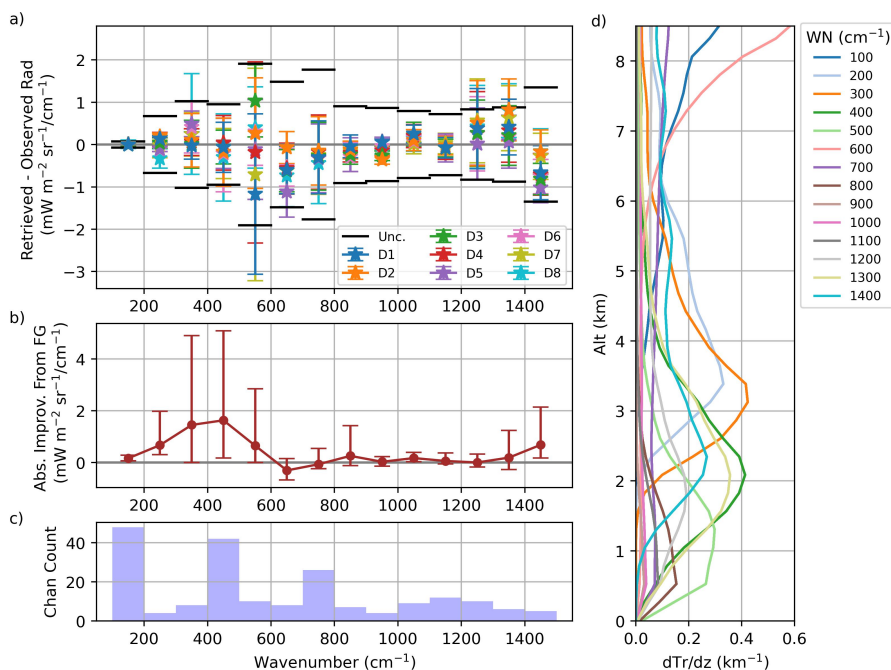 a)
Retrieved - Observed Rad
(mW m⁻² sr⁻¹/cm⁻¹)
3
2
1
0
−1
−2
−3
Unc.
D1
D2
D3
D4
D5
D6
D7
D8
200 400 600 800 1000 1200 1400
b)
Abs. Improv. From FG
(mW m⁻² sr⁻¹/cm⁻¹)
4
2
0
c)
Chan Count
40
20
0
200 400 600 800 1000 1200 1400
Wavenumber (cm⁻¹)
d)
Alt (km)
8
7
6
5
4
3
2
1
0
0.0 0.2 0.4 0.6
dTr/dz (km⁻¹)
WN (cm⁻¹)
100
200
300
400
500
600
700
800
900
1000
1100
1200
1300
1400